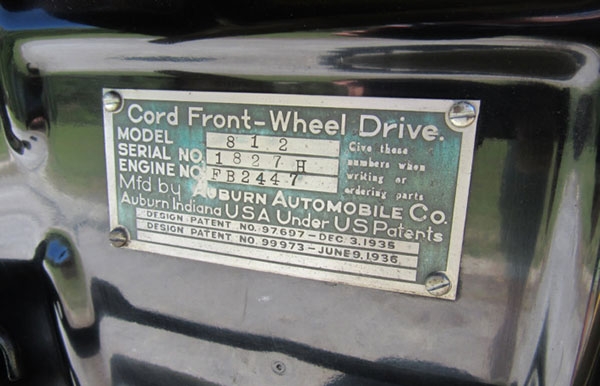 Cord Front-Wheel Drive.
MODEL 812
SERIAL NO. 1827H
ENGINE NO. FB2447
Give these
numbers when
writing or
ordering parts
Mfd by AUBURN AUTOMOBILE CO.
Auburn Indiana USA Under US Patents
DESIGN PATENT NO. 97697-DEC. 3, 1935
DESIGN PATENT NO. 99973-JUNE 9, 1936